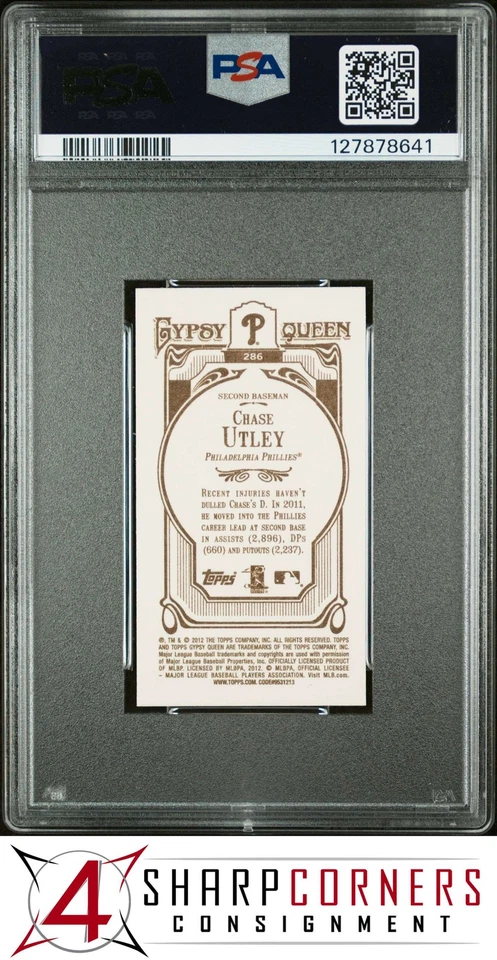 PSA
PSA
127878641
GYPSY P QUEEN
286
SECOND BASEMAN
CHASE
UTLEY
PHILADELPHIA PHILLIES®
RECENT INJURIES HAVEN'T
DULLED CHASE'S D. IN 2011,
HE MOVED INTO THE PHILLIES
CAREER LEAD AT SECOND BASE
IN ASSISTS (2,896), DPS
(660) AND PUTOUTS (2,237).
Topps
®, TM & © 2012 THE TOPPS COMPANY, INC. ALL RIGHTS RESERVED. TOPPS
AND TOPPS GYPSY QUEEN ARE TRADEMARKS OF THE TOPPS COMPANY, INC.
Major League Baseball trademarks and copyrights are used with permission
of Major League Baseball Properties, Inc. OFFICIALLY LICENSED PRODUCT
OF MLBP. LICENSED BY MLBPA, 2012. © MLBPA, OFFICIAL LICENSEE
– MAJOR LEAGUE BASEBALL PLAYERS ASSOCIATION. Visit MLB.com.
WWW.TOPPS.COM. CODE#9531213
4 SHARPCORNERS
CONSIGNMENT